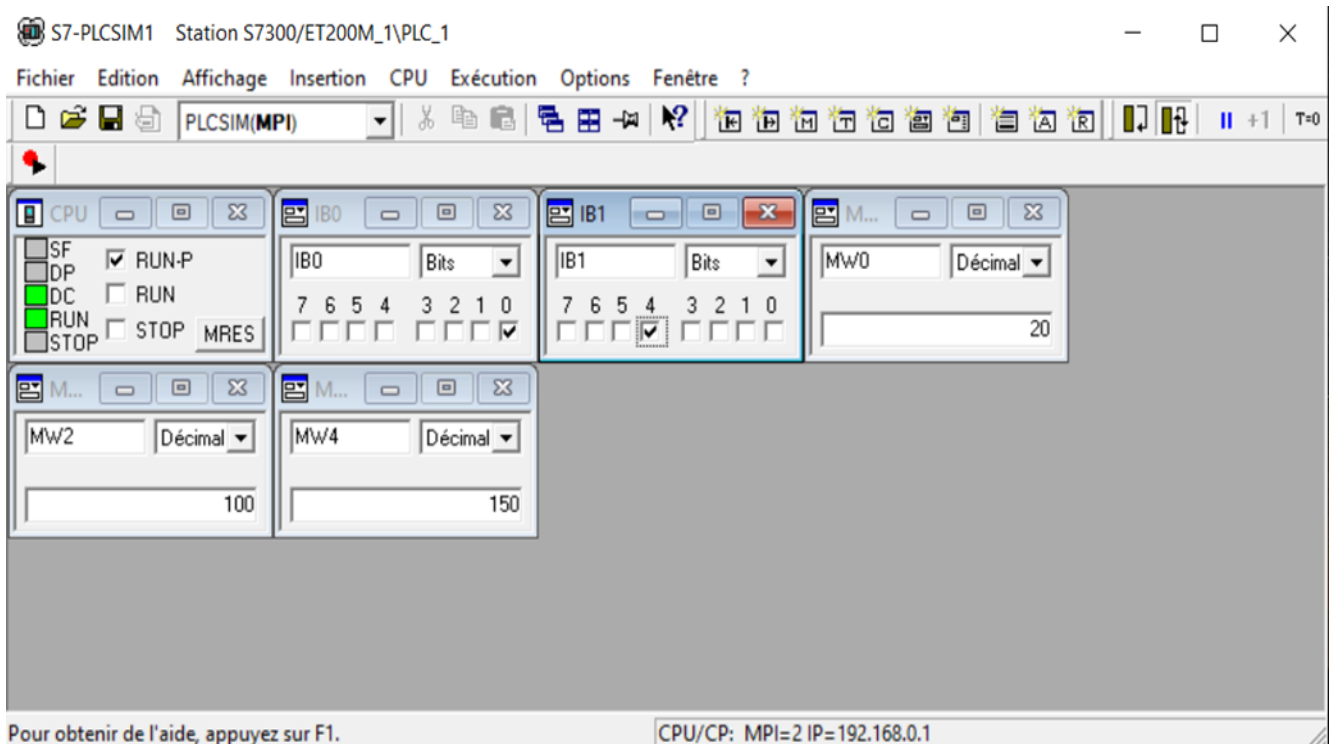 S7-PLCSIM1 Station S7300/ET200M_1\PLC_1
Fichier Edition Affichage Insertion CPU Exécution Options Fenêtre ?
PLCSIM(MPI) +1 T=0
CPU
SF
DP
DC
RUN
STOP
RUN-P
RUN
STOP
MRES
IB0
IB0 Bits
7 6 5 4 3 2 1 0
IB1
IB1 Bits
7 6 5 4 3 2 1 0
M...
MW0 Décimal
20
M...
MW2 Décimal
100
M...
MW4 Décimal
150
Pour obtenir de l'aide, appuyez sur F1.
CPU/CP: MPI=2 IP=192.168.0.1